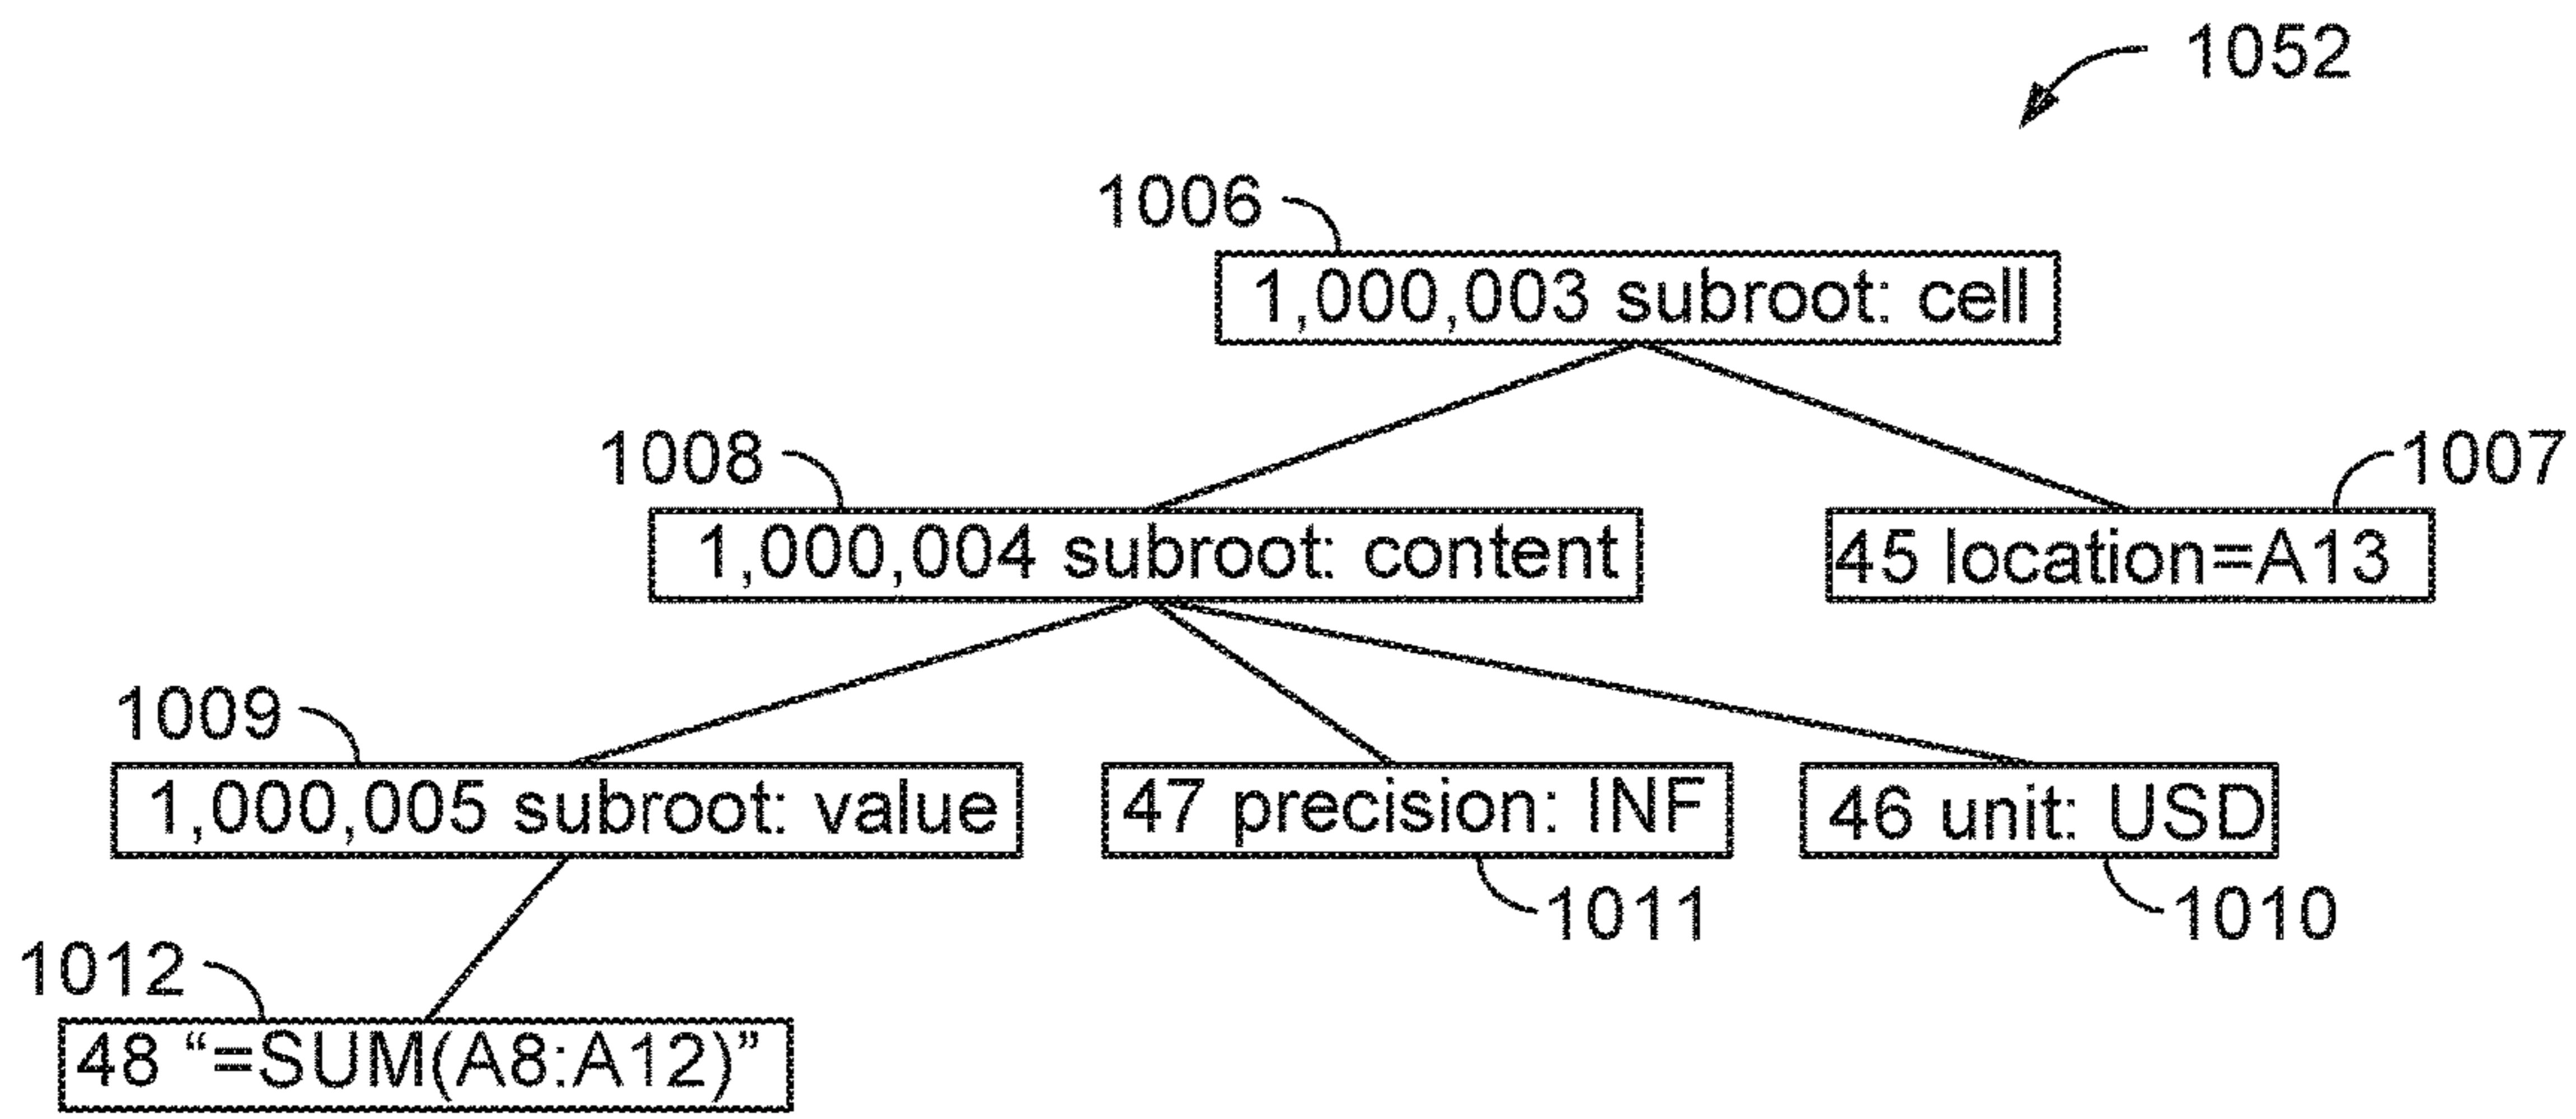 1052
1006
1,000,003 subroot: cell
1008
1007
1,000,004 subroot: content
45 location=A13
1009
1,000,005 subroot: value
47 precision: INF
46 unit: USD
1011
1010
1012
48 “=SUM(A8:A12)”